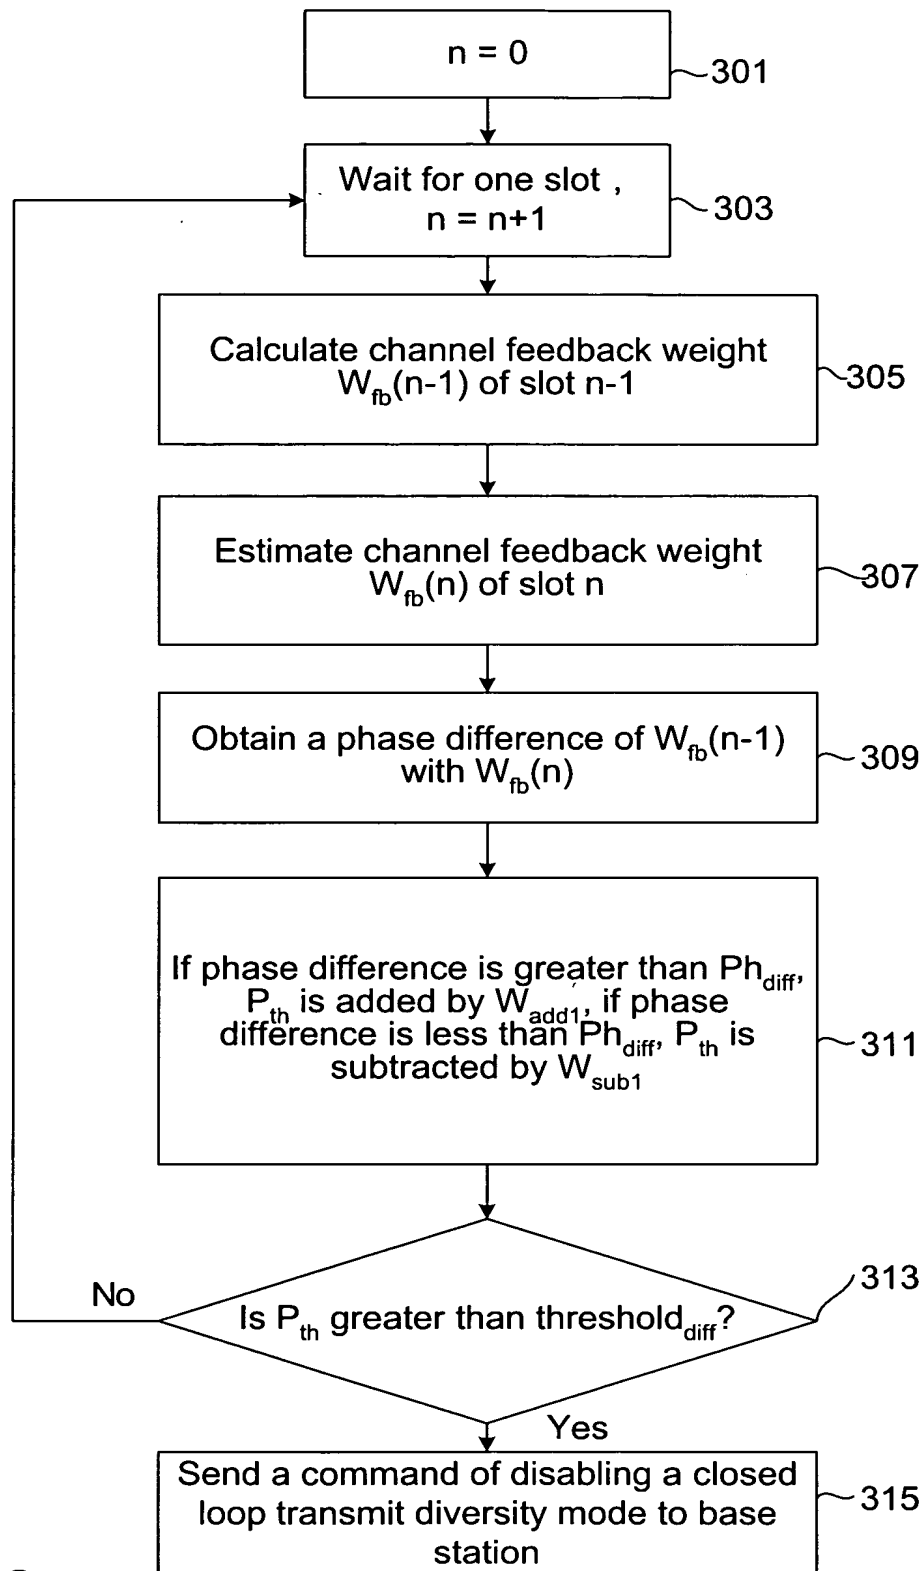 n = 0
301
Wait for one slot ,
n = n+1
303
Calculate channel feedback weight
W_fb(n-1) of slot n-1
305
Estimate channel feedback weight
W_fb(n) of slot n
307
Obtain a phase difference of W_fb(n-1)
with W_fb(n)
309
If phase difference is greater than Ph_diff,
P_th is added by W_add1, if phase
difference is less than Ph_diff, P_th is
subtracted by W_sub1
311
No
Is P_th greater than threshold_diff?
313
Yes
Send a command of disabling a closed
loop transmit diversity mode to base
station
315